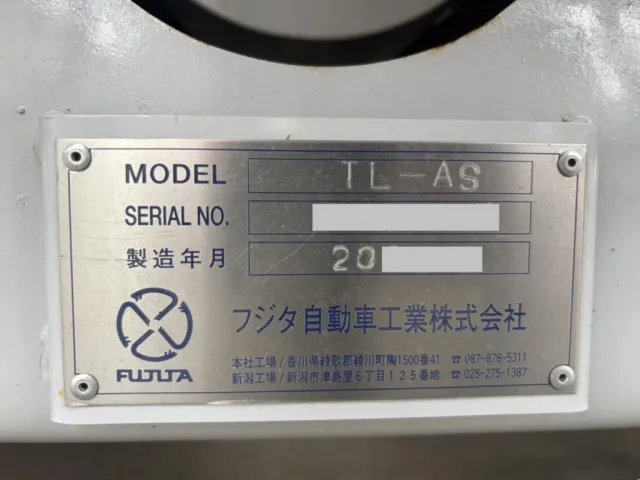 MODEL TL-AS
SERIAL NO.
製造年月 20
フジタ自動車工業株式会社
FUJITA
本社工場/香川県綾歌郡綾川町陶1500番41 ☎087-876-5311
新潟工場/新潟市津島屋6丁目125番地 ☎025-275-1387